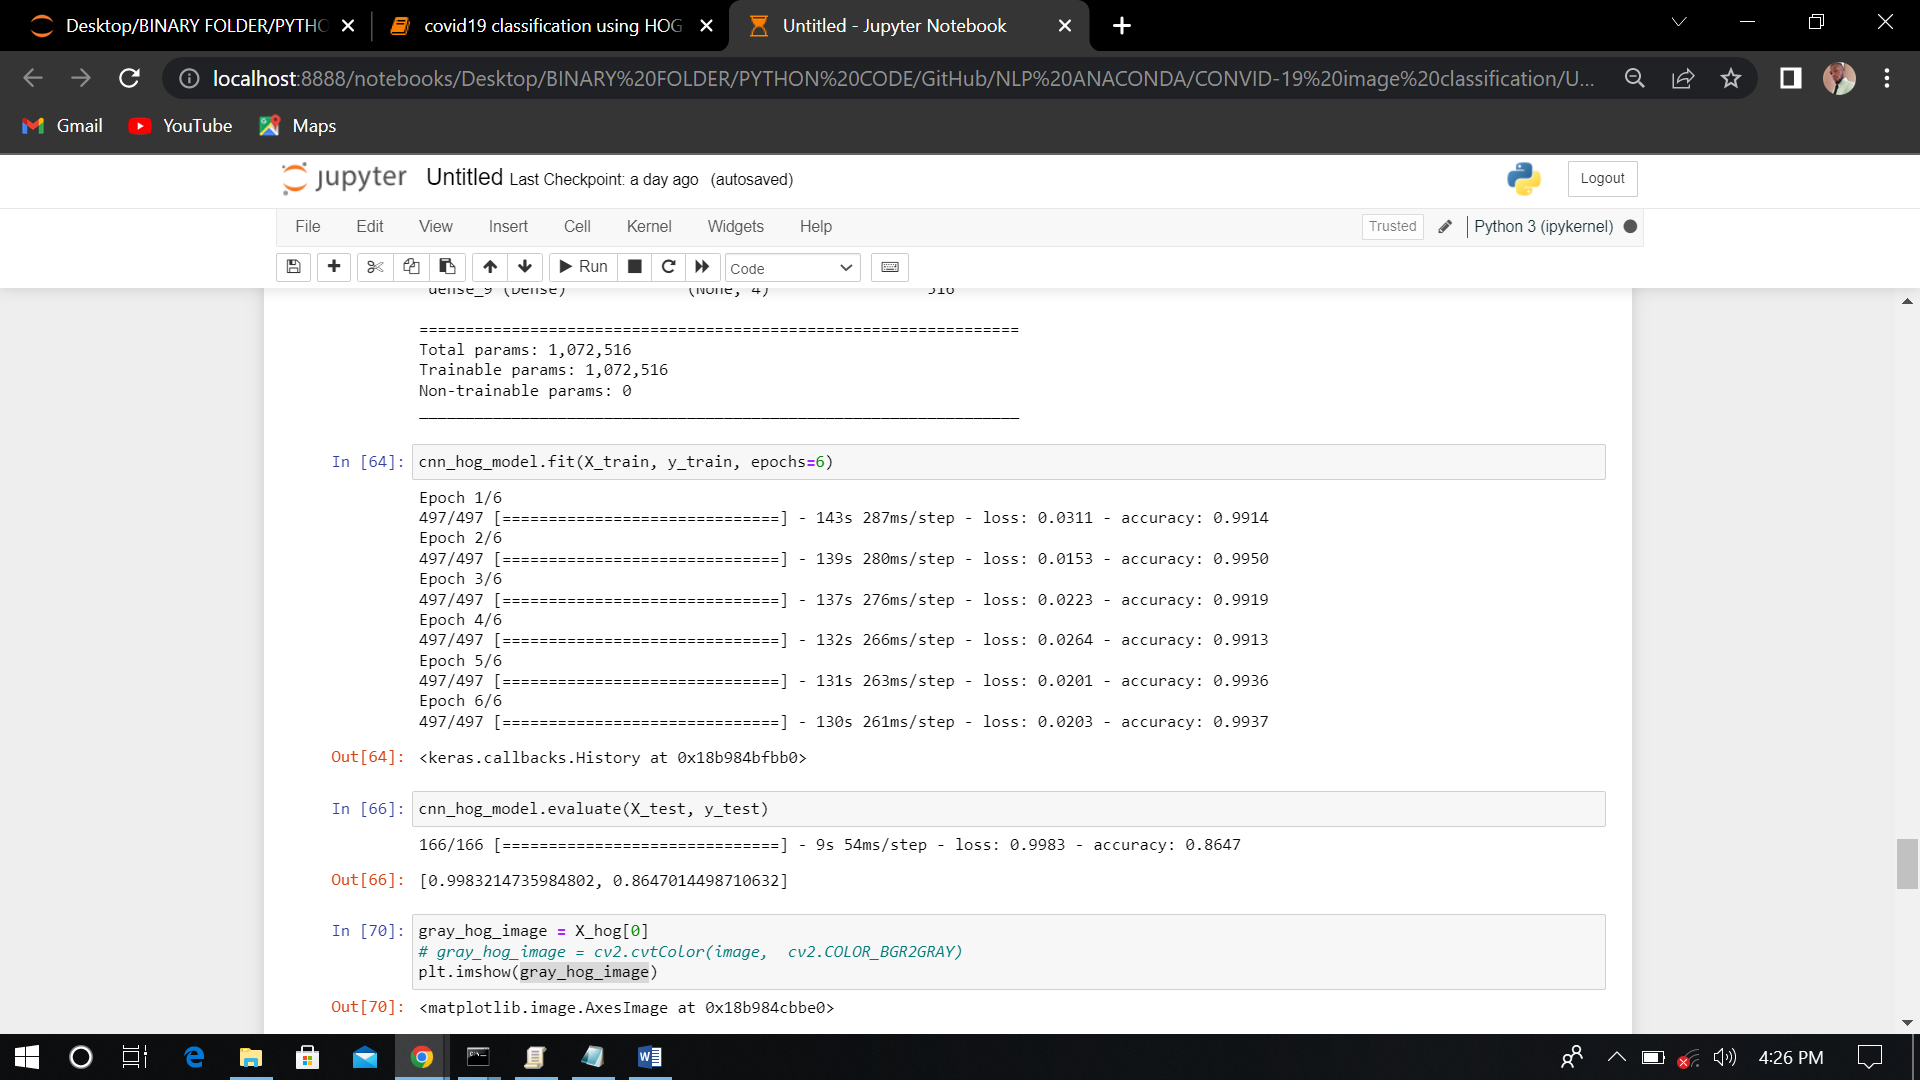 Desktop/BINARY FOLDER/PYTHO
covid19 classification using HOG
Untitled - Jupyter Notebook
localhost:8888/notebooks/Desktop/BINARY%20FOLDER/PYTHON%20CODE/GitHub/NLP%20ANACONDA/CONVID-19%20image%20classification/U...
Gmail YouTube Maps
jupyter Untitled Last Checkpoint: a day ago (autosaved) Logout
File Edit View Insert Cell Kernel Widgets Help Trusted Python 3 (ipykernel)
Run Code
dense_9 (Dense) (None, 4) 516
=================================================================
Total params: 1,072,516
Trainable params: 1,072,516
Non-trainable params: 0
_________________________________________________________________
In [64]: cnn_hog_model.fit(X_train, y_train, epochs=6)
Epoch 1/6
497/497 [==============================] - 143s 287ms/step - loss: 0.0311 - accuracy: 0.9914
Epoch 2/6
497/497 [==============================] - 139s 280ms/step - loss: 0.0153 - accuracy: 0.9950
Epoch 3/6
497/497 [==============================] - 137s 276ms/step - loss: 0.0223 - accuracy: 0.9919
Epoch 4/6
497/497 [==============================] - 132s 266ms/step - loss: 0.0264 - accuracy: 0.9913
Epoch 5/6
497/497 [==============================] - 131s 263ms/step - loss: 0.0201 - accuracy: 0.9936
Epoch 6/6
497/497 [==============================] - 130s 261ms/step - loss: 0.0203 - accuracy: 0.9937
Out[64]: <keras.callbacks.History at 0x18b984bfbb0>
In [66]: cnn_hog_model.evaluate(X_test, y_test)
166/166 [==============================] - 9s 54ms/step - loss: 0.9983 - accuracy: 0.8647
Out[66]: [0.9983214735984802, 0.8647014498710632]
In [70]: gray_hog_image = X_hog[0]
# gray_hog_image = cv2.cvtColor(image,  cv2.COLOR_BGR2GRAY)
plt.imshow(gray_hog_image)
Out[70]: <matplotlib.image.AxesImage at 0x18b984cbbe0>
4:26 PM